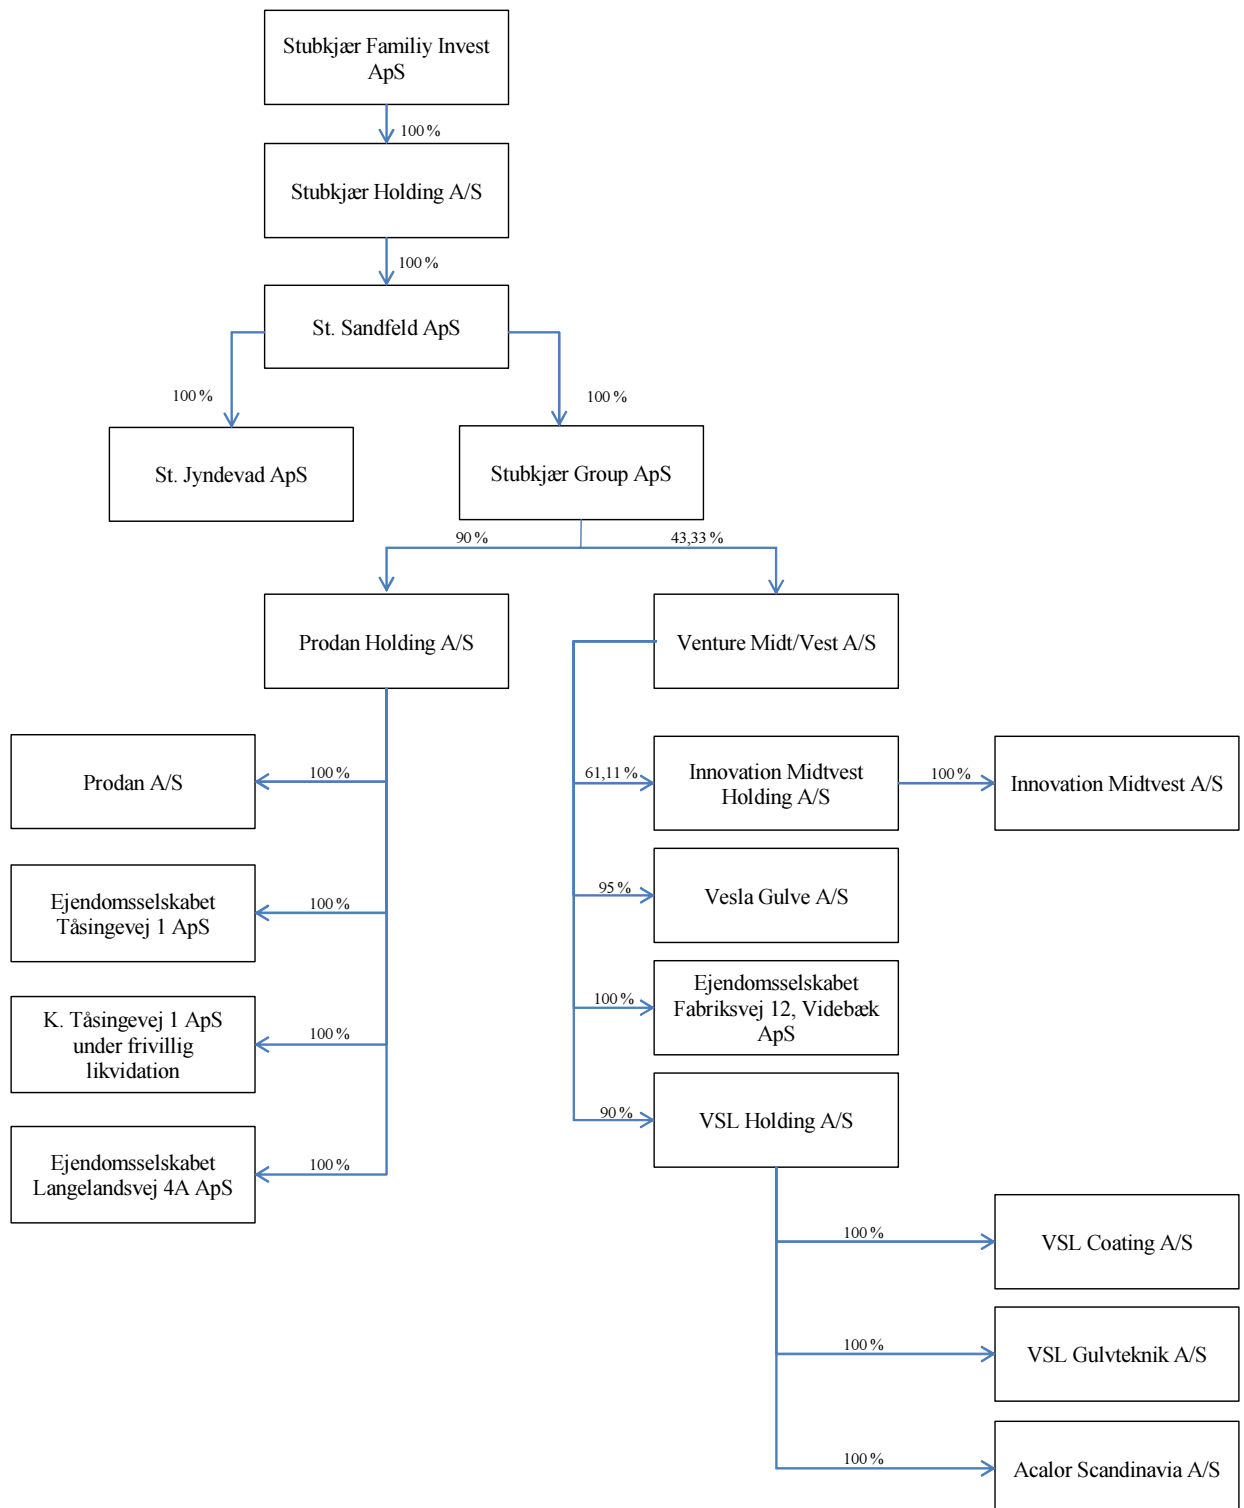 Stubkjær Familiy Invest
ApS
100 %
Stubkjær Holding A/S
100 %
St. Sandfeld ApS
100 %
100 %
St. Jyndevad ApS
Stubkjær Group ApS
90 %
43,33 %
Prodan Holding A/S
Venture Midt/Vest A/S
Prodan A/S
100 %
61,11 %
Innovation Midtvest
Holding A/S
100 %
Innovation Midtvest A/S
Ejendomsselskabet
Tåsingevej 1 ApS
100 %
95 %
Vesla Gulve A/S
K. Tåsingevej 1 ApS
under frivillig
likvidation
100 %
100 %
Ejendomsselskabet
Fabriksvej 12, Videbæk
ApS
Ejendomsselskabet
Langelandsvej 4A ApS
100 %
90 %
VSL Holding A/S
100 %
VSL Coating A/S
100 %
VSL Gulvteknik A/S
100 %
Acalor Scandinavia A/S